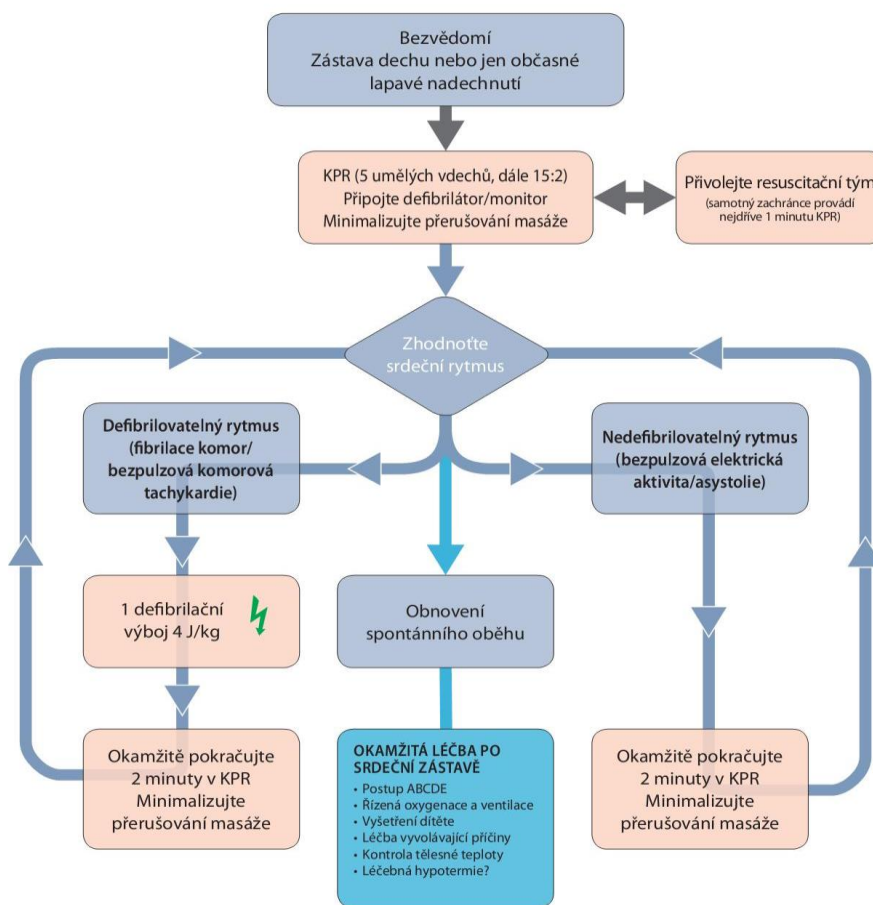 Bezvědomí
Zástava dechu nebo jen občasné
lapavé nadechnutí
KPR (5 umělých vdechů, dále 15:2)
Připojte defibrilátor/monitor
Minimalizujte přerušování masáže
Přivolejte resuscitační tým
(samotný zachránce provádí
nejdříve 1 minutu KPR)
Zhodnoťte
srdeční rytmus
Defibrilovatelný rytmus
(fibrilace komor/
bezpulzová komorová
tachykardie)
Nedefibrilovatelný rytmus
(bezpulzová elektrická
aktivita/asystolie)
1 defibrilační
výboj 4 J/kg
Obnovení
spontánního oběhu
Okamžitě pokračujte
2 minuty v KPR
Minimalizujte
přerušování masáže
OKAMŽITÁ LÉČBA PO
SRDEČNÍ ZÁSTAVĚ
• Postup ABCDE
• Řízená oxygenace a ventilace
• Vyšetření dítěte
• Léčba vyvolávající příčiny
• Kontrola tělesné teploty
• Léčebná hypotermie?
Okamžitě pokračujte
2 minuty v KPR
Minimalizujte
přerušování masáže